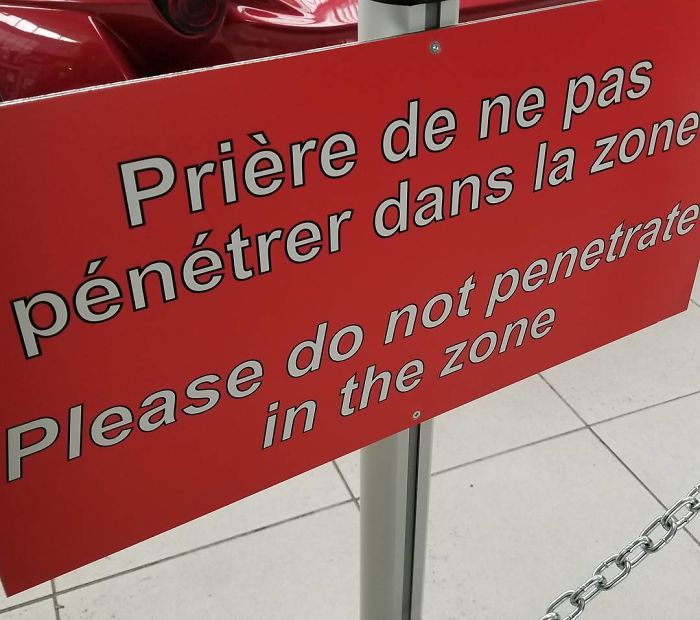 Prière de ne pas
pénétrer dans la zone
Please do not penetrate
in the zone